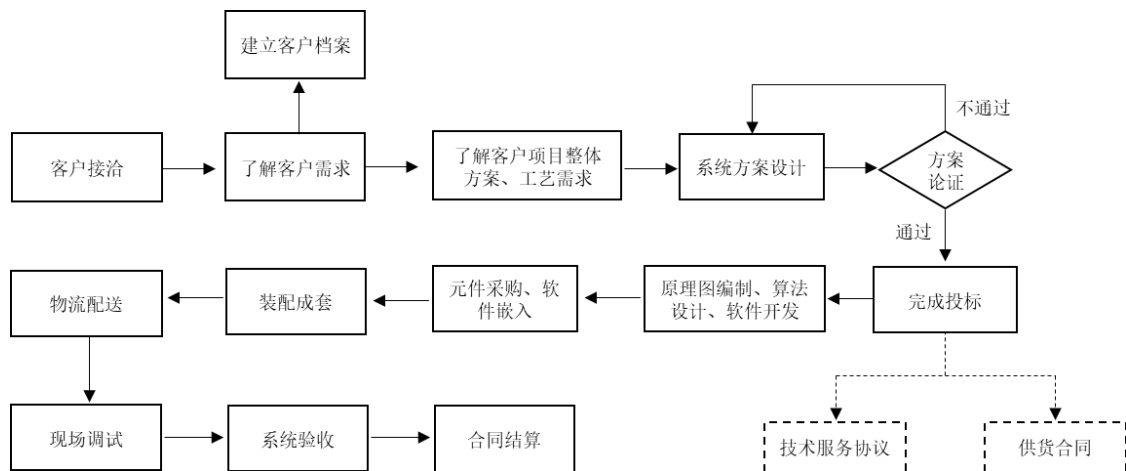 建立客户档案
不通过
客户接洽
了解客户需求
了解客户项目整体
方案、工艺需求
系统方案设计
方案
论证
通过
物流配送
装配成套
元件采购、软
件嵌入
原理图编制、算法
设计、软件开发
完成投标
现场调试
系统验收
合同结算
技术服务协议
供货合同